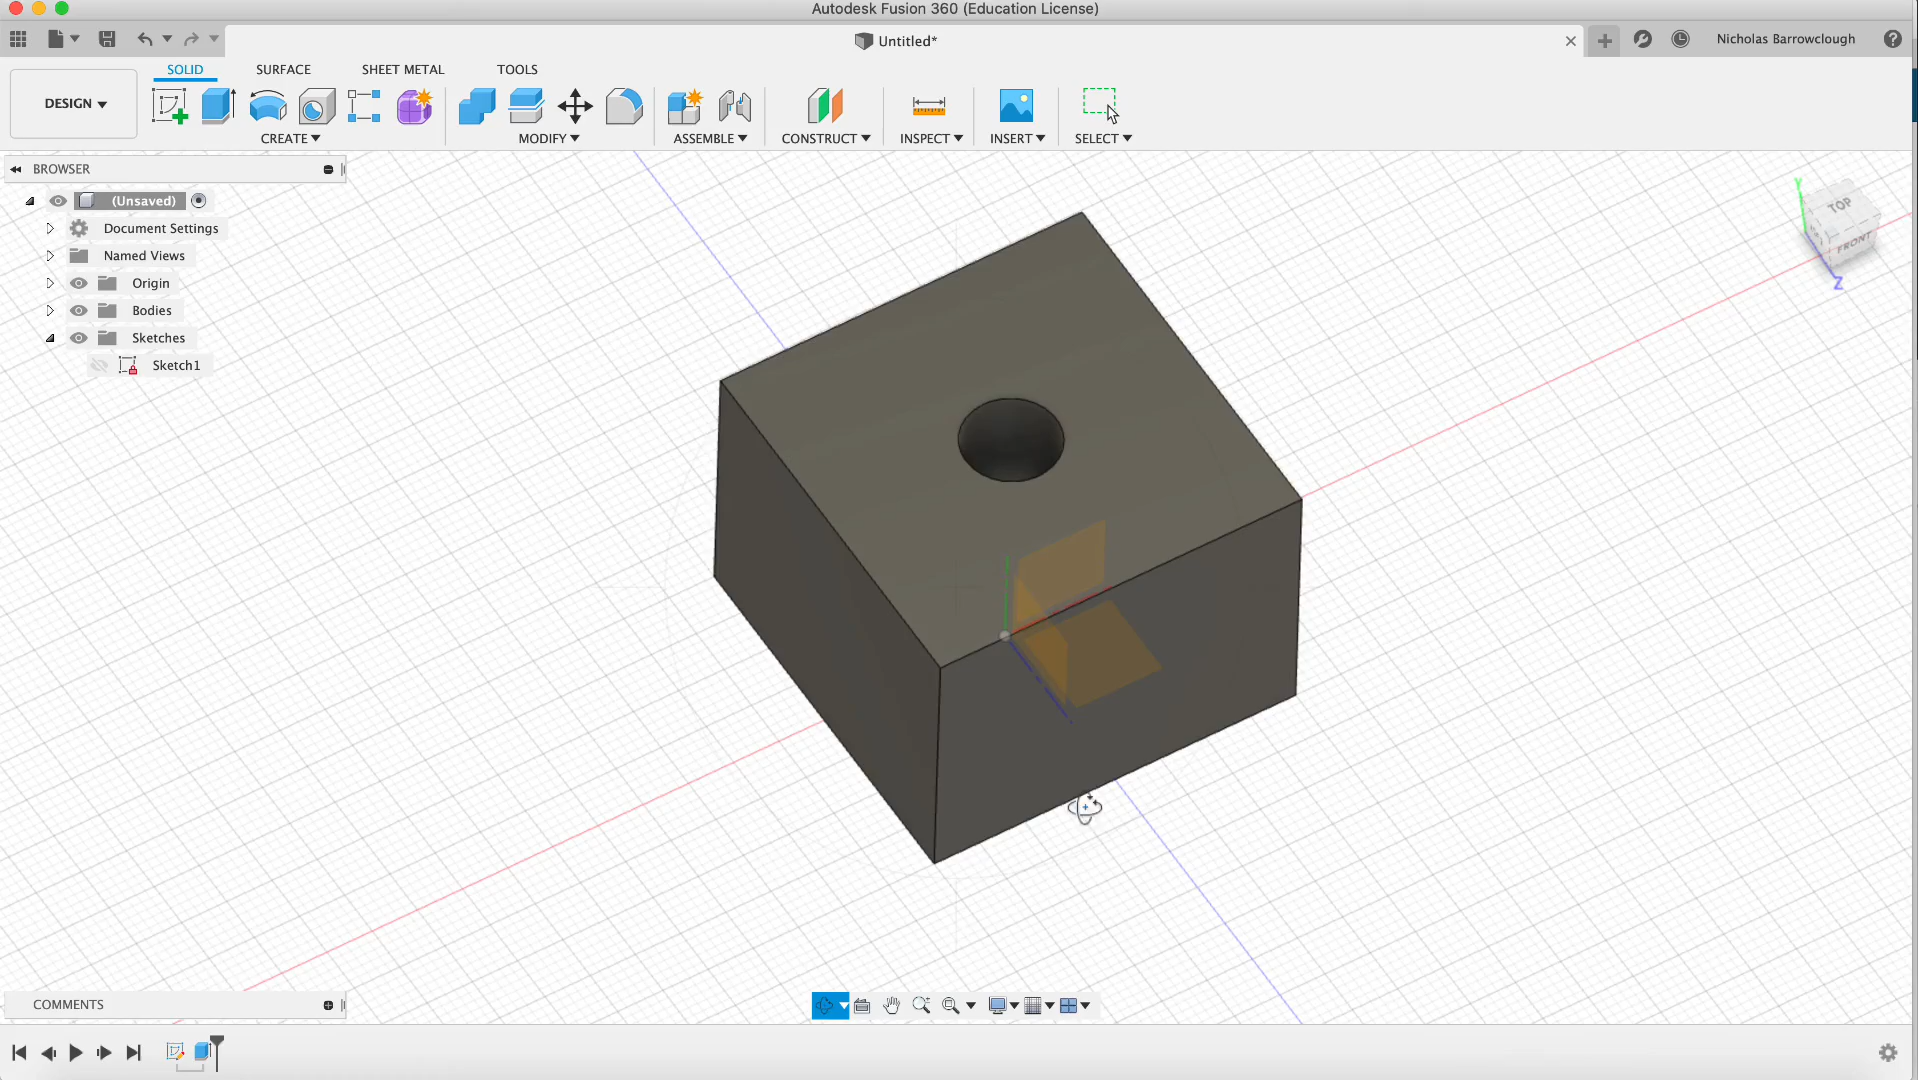 Autodesk Fusion 360 (Education License)
Untitled*
Nicholas Barrowclough
SOLID
SURFACE
SHEET METAL
TOOLS
DESIGN
CREATE
MODIFY
ASSEMBLE
CONSTRUCT
INSPECT
INSERT
SELECT
BROWSER
(Unsaved)
Document Settings
Named Views
Origin
Bodies
Sketches
Sketch1
Y
TOP
FRONT
Z
COMMENTS